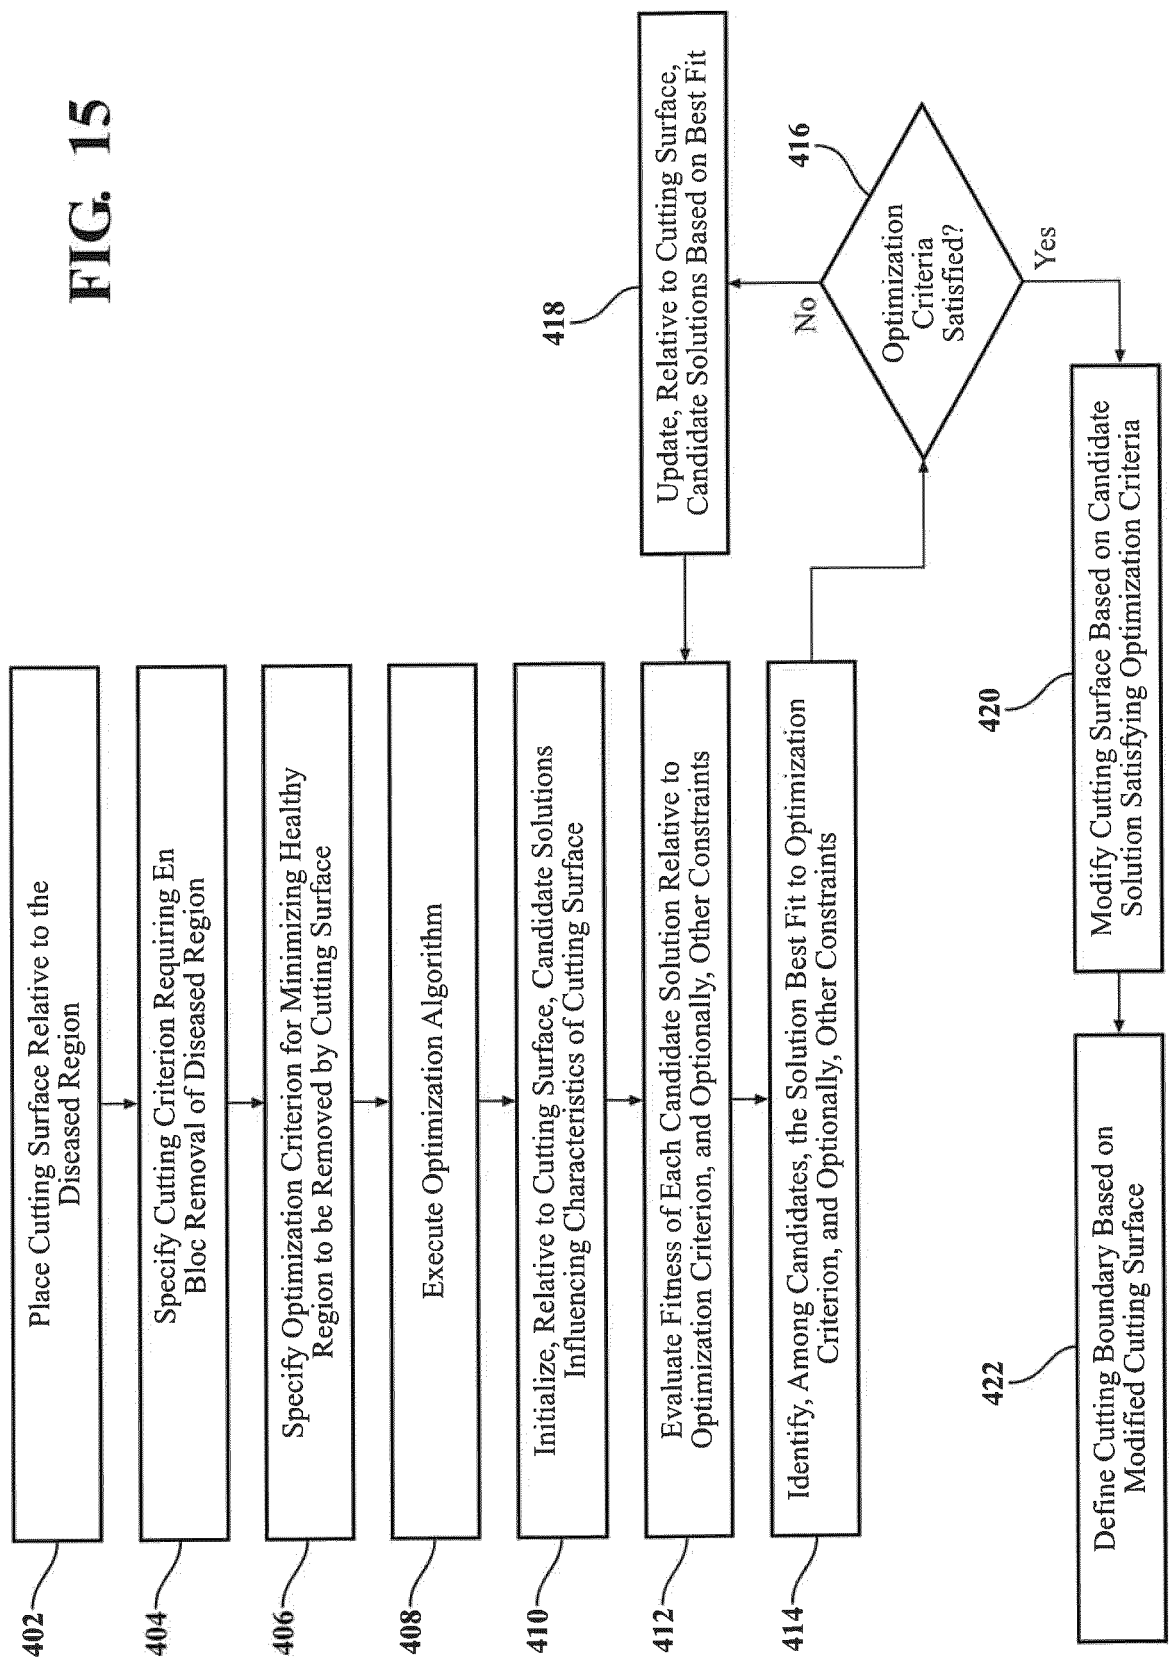 FIG. 15
402
Place Cutting Surface Relative to the
Diseased Region
404
Specify Cutting Criterion Requiring En
Bloc Removal of Diseased Region
406
Specify Optimization Criterion for Minimizing Healthy
Region to be Removed by Cutting Surface
408
Execute Optimization Algorithm
410
Initialize, Relative to Cutting Surface, Candidate Solutions
Influencing Characteristics of Cutting Surface
412
Evaluate Fitness of Each Candidate Solution Relative to
Optimization Criterion, and Optionally, Other Constraints
414
Identify, Among Candidates, the Solution Best Fit to Optimization
Criterion, and Optionally, Other Constraints
416
Optimization
Criteria
Satisfied?
No
Yes
418
Update, Relative to Cutting Surface,
Candidate Solutions Based on Best Fit
420
Modify Cutting Surface Based on Candidate
Solution Satisfying Optimization Criteria
422
Define Cutting Boundary Based on
Modified Cutting Surface